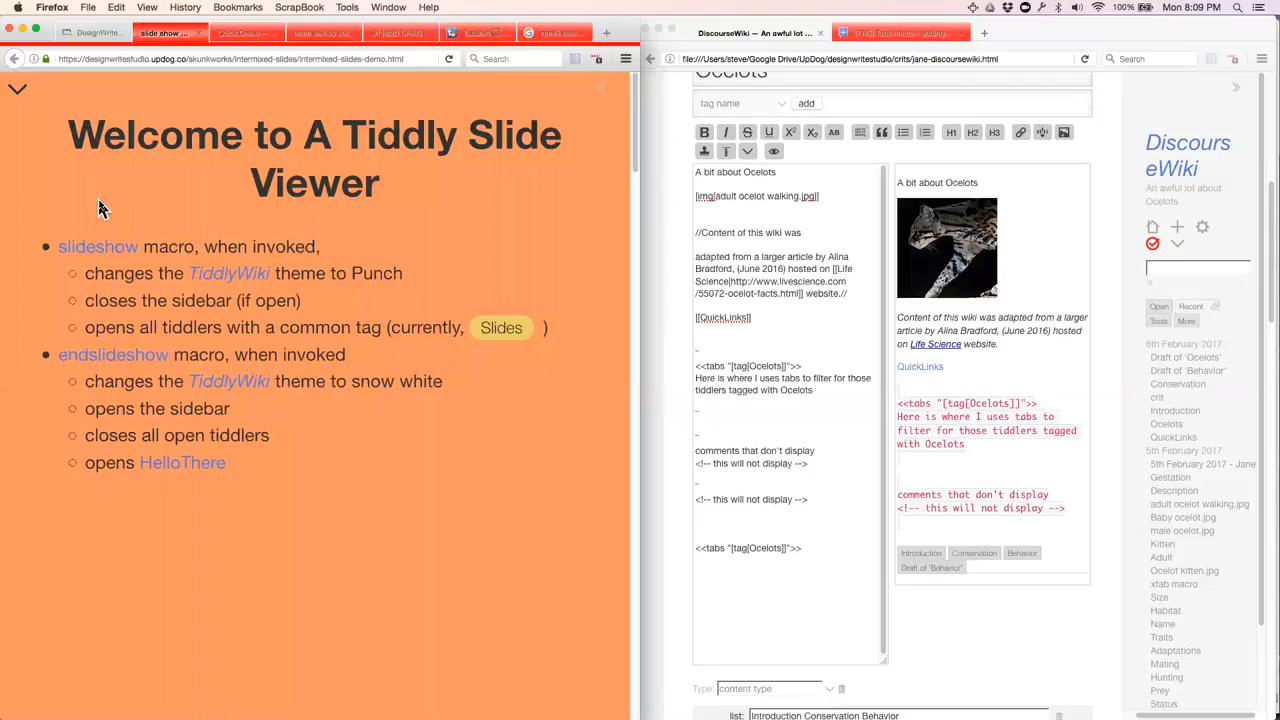 Firefox File Edit View History Bookmarks ScrapBook Tools Window Help
100% Mon 8:09 PM
DesignWrite...
slide show ...
https://designwritestudio.updog.co/skunkworks/intermixed-slides/intermixed-slides-demo.html
Search
Welcome to A Tiddly Slide
Viewer
slideshow macro, when invoked,
changes the TiddlyWiki theme to Punch
closes the sidebar (if open)
opens all tiddlers with a common tag (currently, Slides )
endslideshow macro, when invoked
changes the TiddlyWiki theme to snow white
opens the sidebar
closes all open tiddlers
opens HelloThere
DiscourseWiki — An awful lot ...
file:///Users/steve/Google Drive/UpDog/designwritestudio/crits/jane-discoursewiki.html
Search
Ocelots
tag name
add
B I S U X² X₂ AB
H1 H2 H3
A bit about Ocelots
[img[adult ocelot walking.jpg]]
//Content of this wiki was
adapted from a larger article by Alina
Bradford, (June 2016) hosted on [[Life
Science|http://www.livescience.com
/55072-ocelot-facts.html]] website.//
[[QuickLinks]]
<<tabs "[tag[Ocelots]]">>
Here is where I uses tabs to filter for those
tiddlers tagged with Ocelots
comments that don't display
<!-- this will not display -->
<!-- this will not display -->
<<tabs "[tag[Ocelots]]">>
A bit about Ocelots
Content of this wiki was adapted from a larger
article by Alina Bradford, (June 2016) hosted
on Life Science website.
QuickLinks
<<tabs "[tag[Ocelots]]">>
Here is where I uses tabs to
filter for those tiddlers tagged
with Ocelots
comments that don't display
<!-- this will not display -->
Introduction Conservation Behavior
Draft of 'Behavior'
Type: content type
list: Introduction Conservation Behavior
Discours
eWiki
An awful lot about
Ocelots
Open Recent
Tools More
6th February 2017
Draft of 'Ocelots'
Draft of 'Behavior'
Conservation
crit
Introduction
Ocelots
QuickLinks
5th February 2017
5th February 2017 - Jane
Gestation
Description
adult ocelot walking.jpg
Baby ocelot.jpg
male ocelot.jpg
Kitten
Adult
Ocelot kitten.jpg
xtab macro
Size
Habitat
Name
Traits
Adaptations
Mating
Hunting
Prey
Status